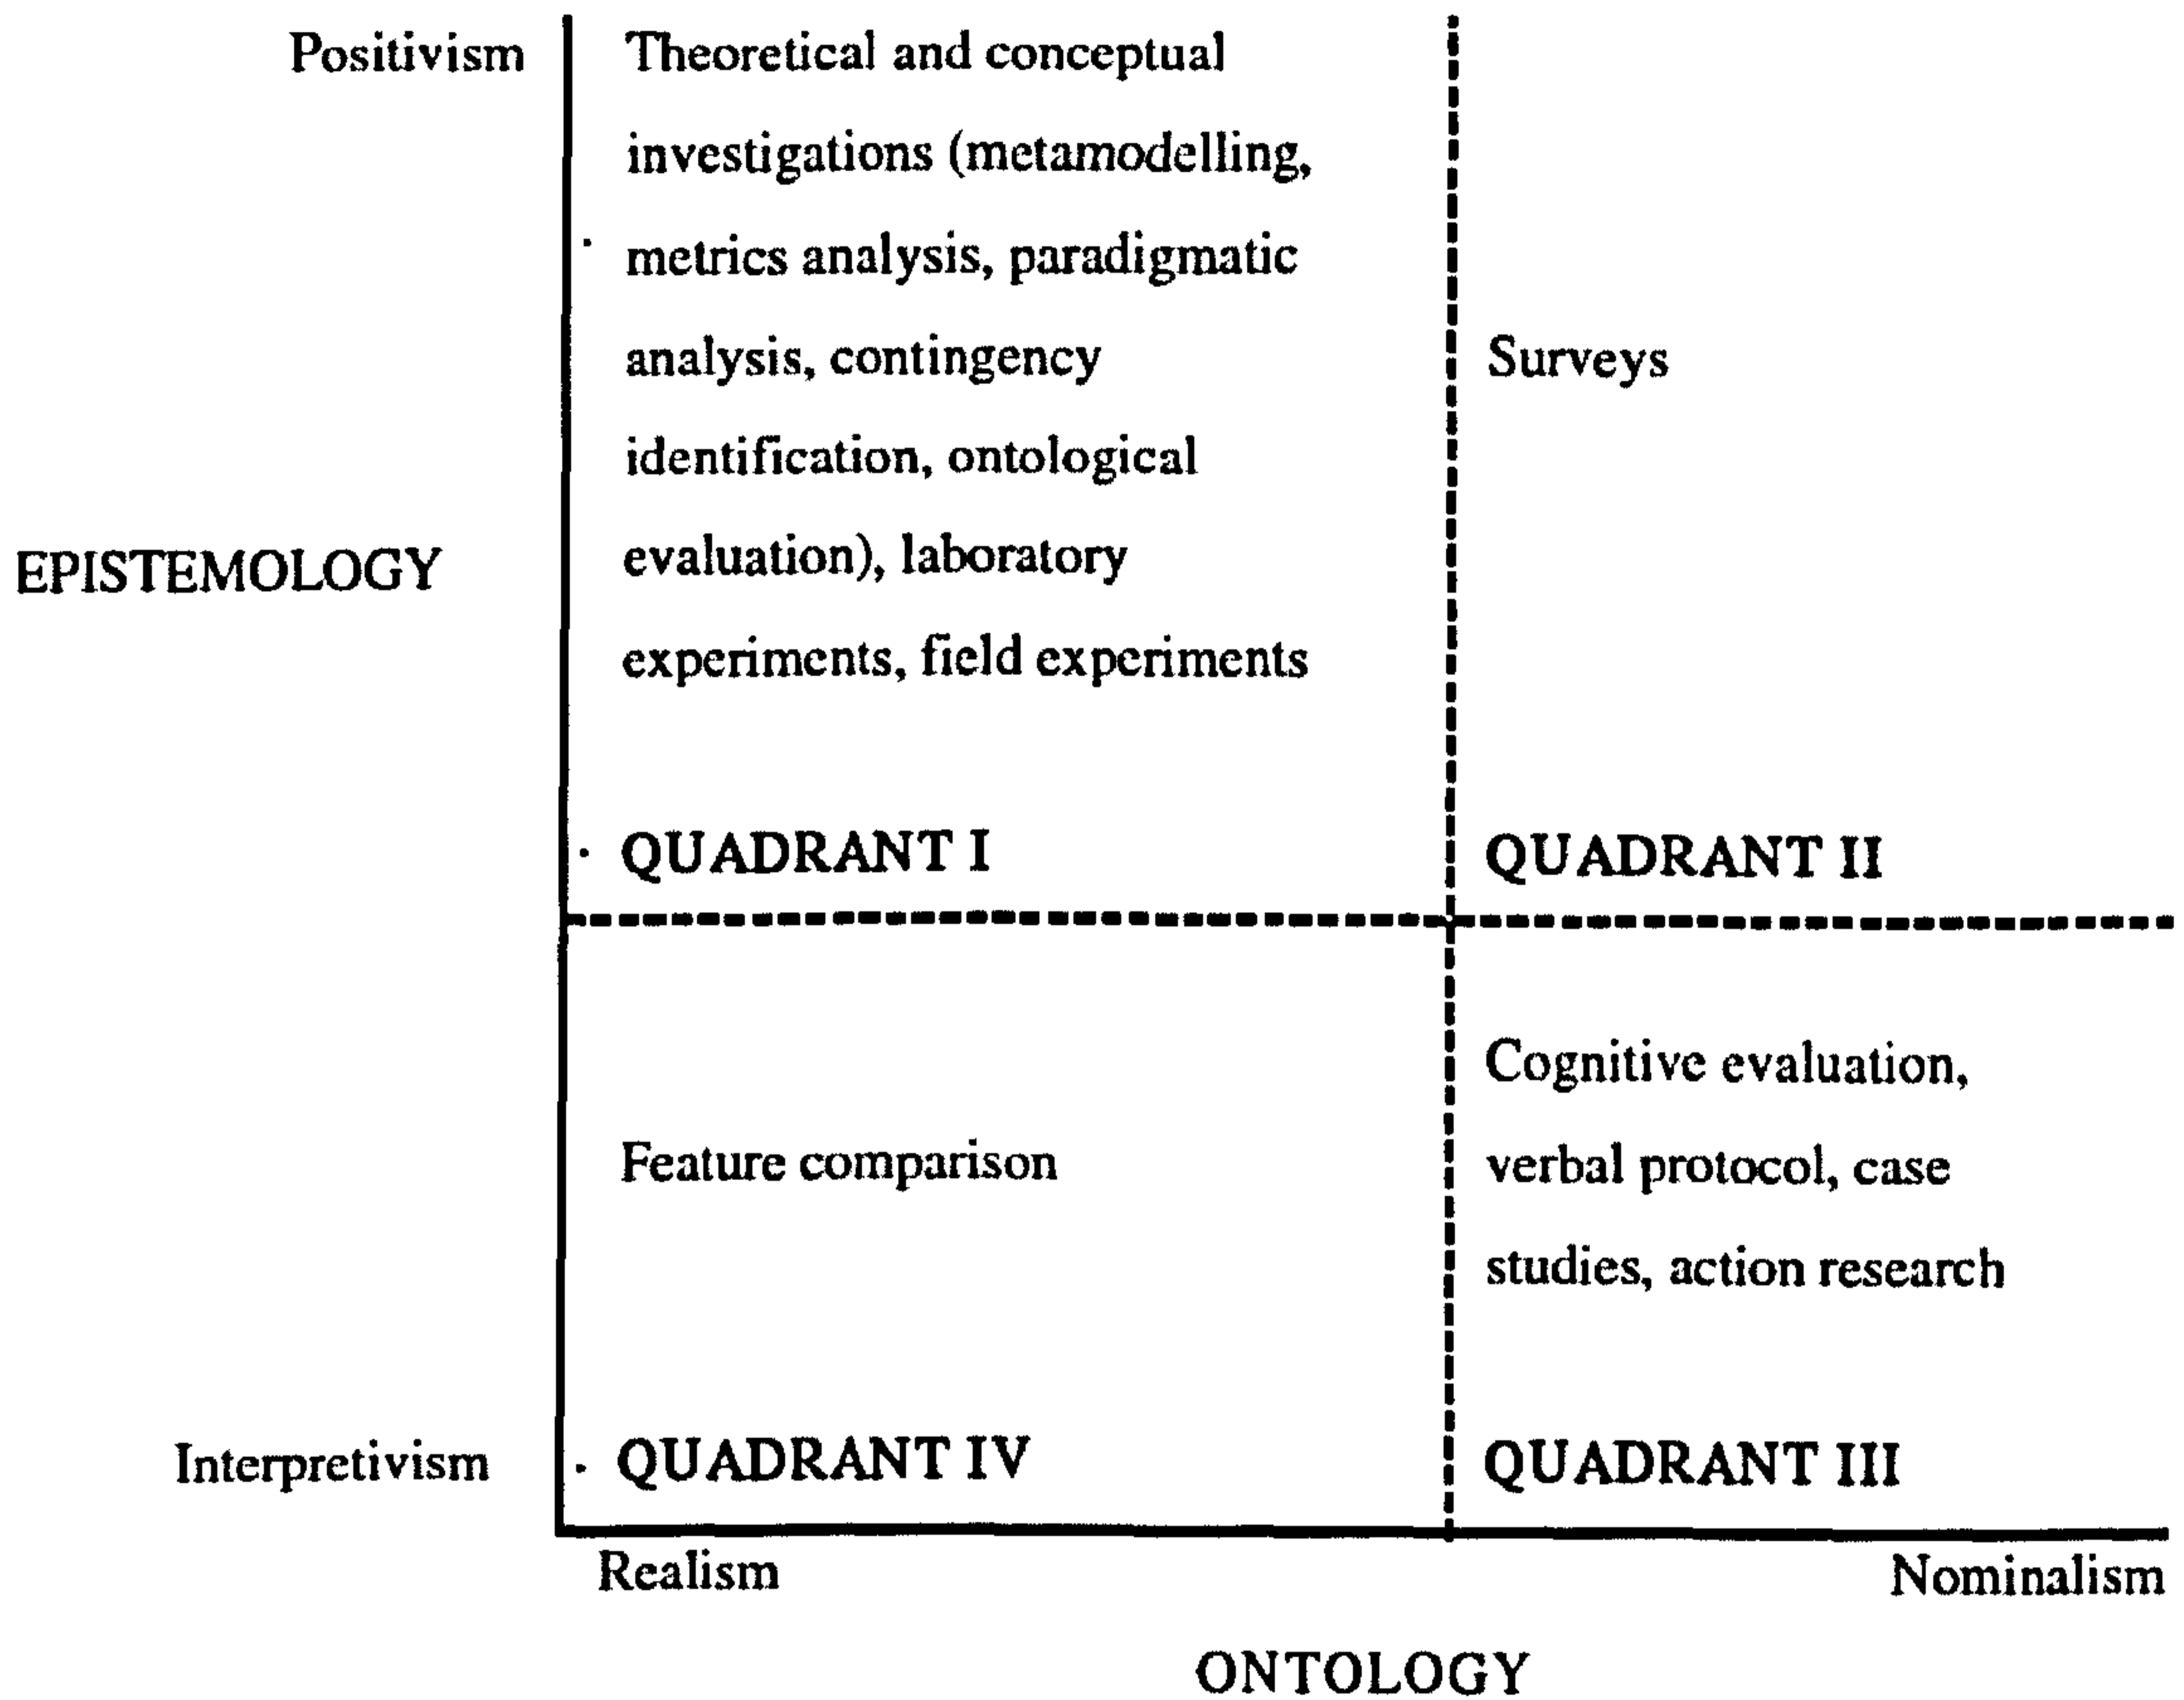 Positivism
Theoretical and conceptual
investigations (metamodelling,
metrics analysis, paradigmatic
analysis, contingency
identification, ontological
evaluation), laboratory
experiments, field experiments
Surveys
EPISTEMOLOGY
QUADRANT I
QUADRANT II
Feature comparison
Cognitive evaluation,
verbal protocol, case
studies, action research
Interpretivism
QUADRANT IV
QUADRANT III
Realism
Nominalism
ONTOLOGY